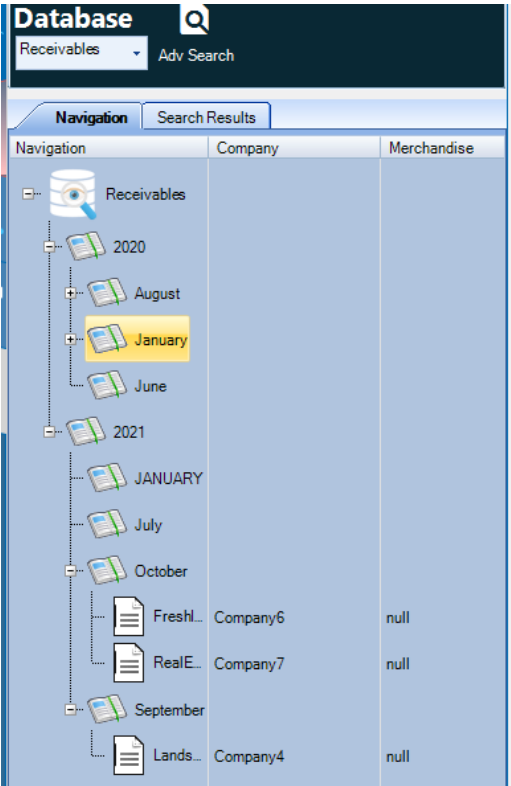 Database
Receivables
Adv Search
Navigation Search Results
Navigation Company Merchandise
Receivables
2020
August
January
June
2021
JANUARY
July
October
Freshl... Company6 null
RealE... Company7 null
September
Lands... Company4 null